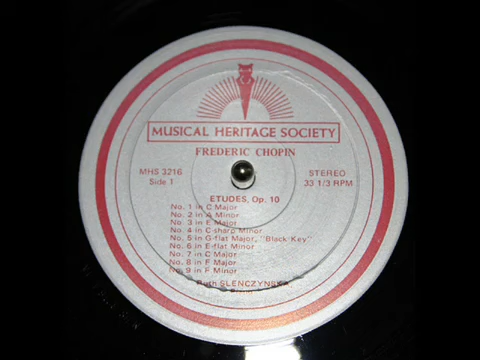 MUSICAL HERITAGE SOCIETY
FREDERIC CHOPIN
MHS 3216
Side 1
STEREO
33 1/3 RPM
ETUDES, Op. 10
No. 1 in C Major
No. 2 in A Minor
No. 3 in E Major
No. 4 in C-sharp Minor
No. 5 in G-flat Major, "Black Key"
No. 6 in E-flat Minor
No. 7 in C Major
No. 8 in F Major
No. 9 in F Minor
Ruth SLENCZYNSKA